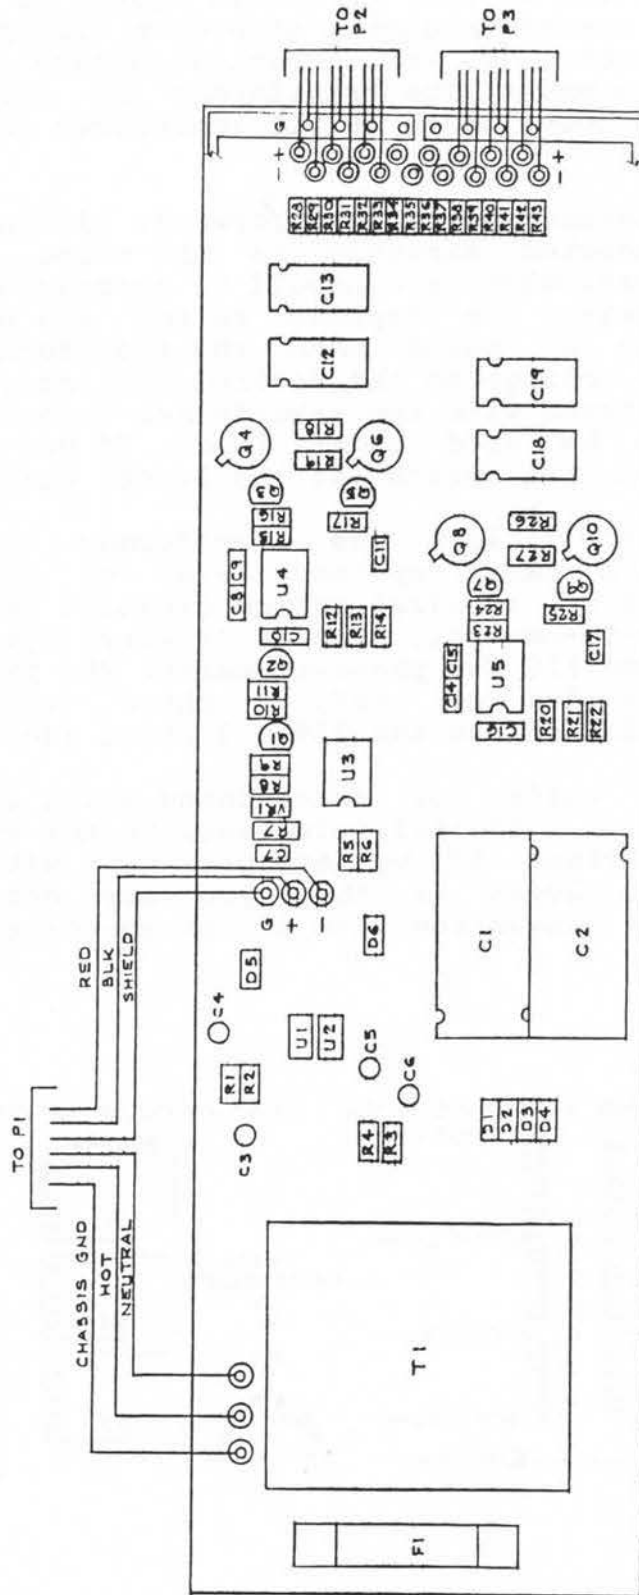 TO P2
TO P3
G
- +
- +
R28
R29
R30
R31
R32
R33
R34
R35
R36
R37
R38
R39
R40
R41
R42
R43
C13
C12
C19
C18
Q4
R18
R19
Q6
R16
R15
R17
C11
C8
C9
U4
C10
R12
R13
R14
Q2
R11
R10
Q1
R9
R8
VR1
R7
C7
U3
R5
R6
Q8
R26
R27
Q10
Q7
R24
R23
R25
C17
C14
C15
U5
C16
R20
R21
R22
RED
BLK
SHIELD
TO P1
CHASSIS GND
HOT
NEUTRAL
G
+
-
D5
D6
C4
U1
U2
C5
C6
R1
R2
C3
R4
R3
C1
C2
D1
D2
D3
D4
T1
F1